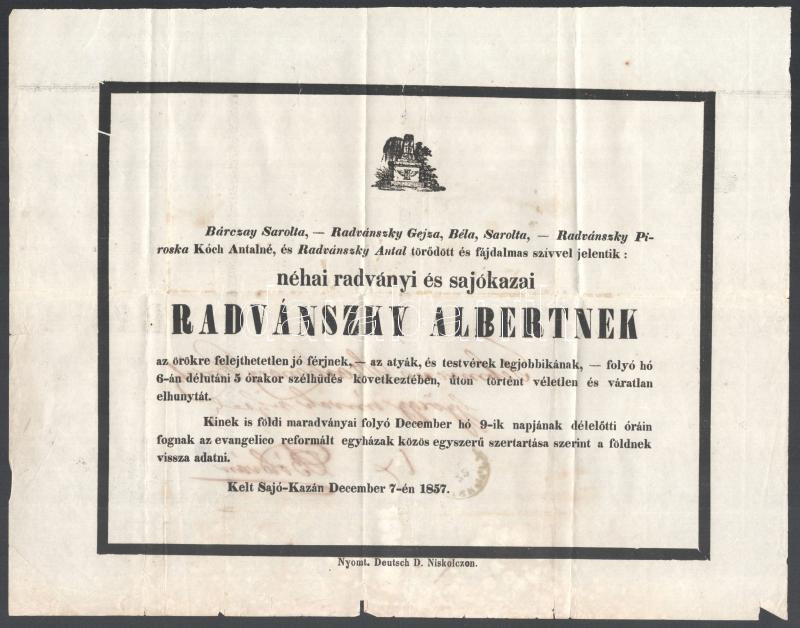 Bárczay Sarolta, — Radvánszky Gejza, Béla, Sarolta, — Radvánszky Pi-
roska Kóch Antalné, és Radvánszky Antal törődött és fájdalmas szivvel jelentik :
néhai radványi és sajókazai
RADVÁNSZKY ALBERTNEK
az örökre felejthetetlen jó férjnek, — az atyák, és testvérek legjobbikának, — folyó hó
6-án délutáni 5 órakor szélhüdés következtében, úton történt véletlen és váratlan
elhunytát.
Kinek is földi maradványai folyó December hó 9-ik napjának délelőtti óráin
fognak az evangelico reformált egyházak közös egyszerű szertartása szerint a földnek
vissza adatni.
Kelt Sajó-Kazán December 7-én 1857.
Nyomt. Deutsch D. Niskolczon.